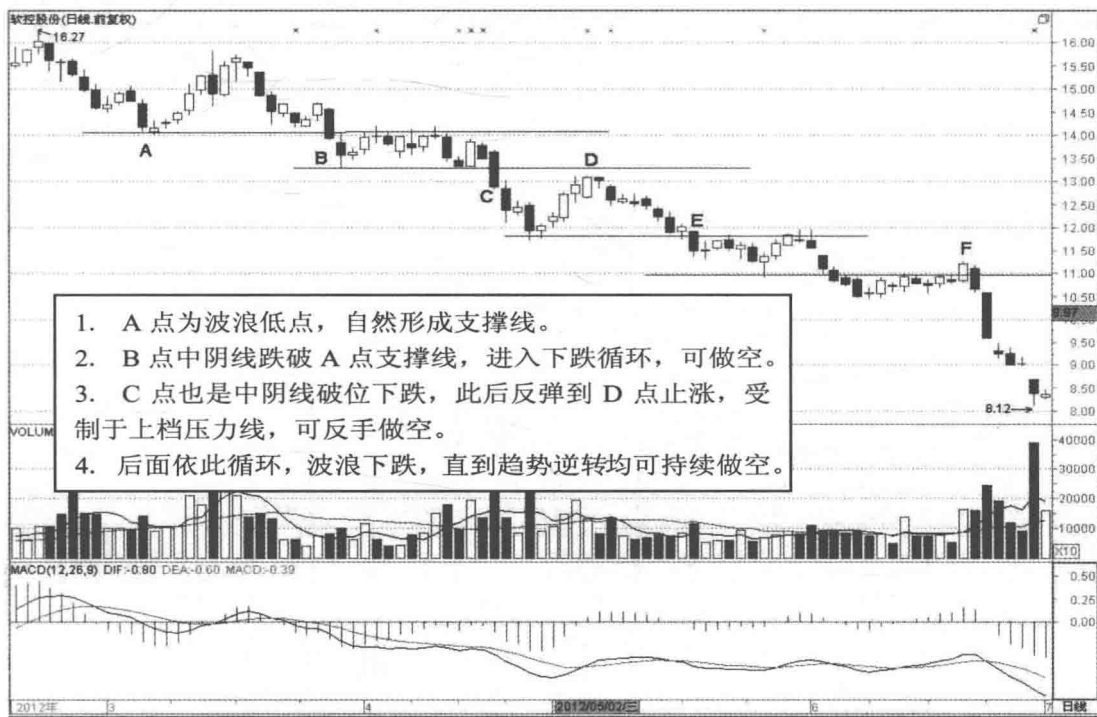 软控股份(日线.前复权)
16.27
16.00
15.50
15.00
14.50
14.00
13.50
13.00
12.50
12.00
11.50
11.00
10.50
9.97
9.00
8.50
8.00
A
B
C
D
E
F
1. A 点为波浪低点，自然形成支撑线。
2. B 点中阴线跌破 A 点支撑线，进入下跌循环，可做空。
3. C 点也是中阴线破位下跌，此后反弹到 D 点止涨，受
制于上档压力线，可反手做空。
4. 后面依此循环，波浪下跌，直到趋势逆转均可持续做空。
8.12
VOLUM
40000
30000
20000
10000
X10
MACD(12,26,9) DIF:-0.80 DEA:-0.60 MACD:-0.39
0.50
0.25
0.00
2012年 3 4 2012/05/02/三 6 7 日线